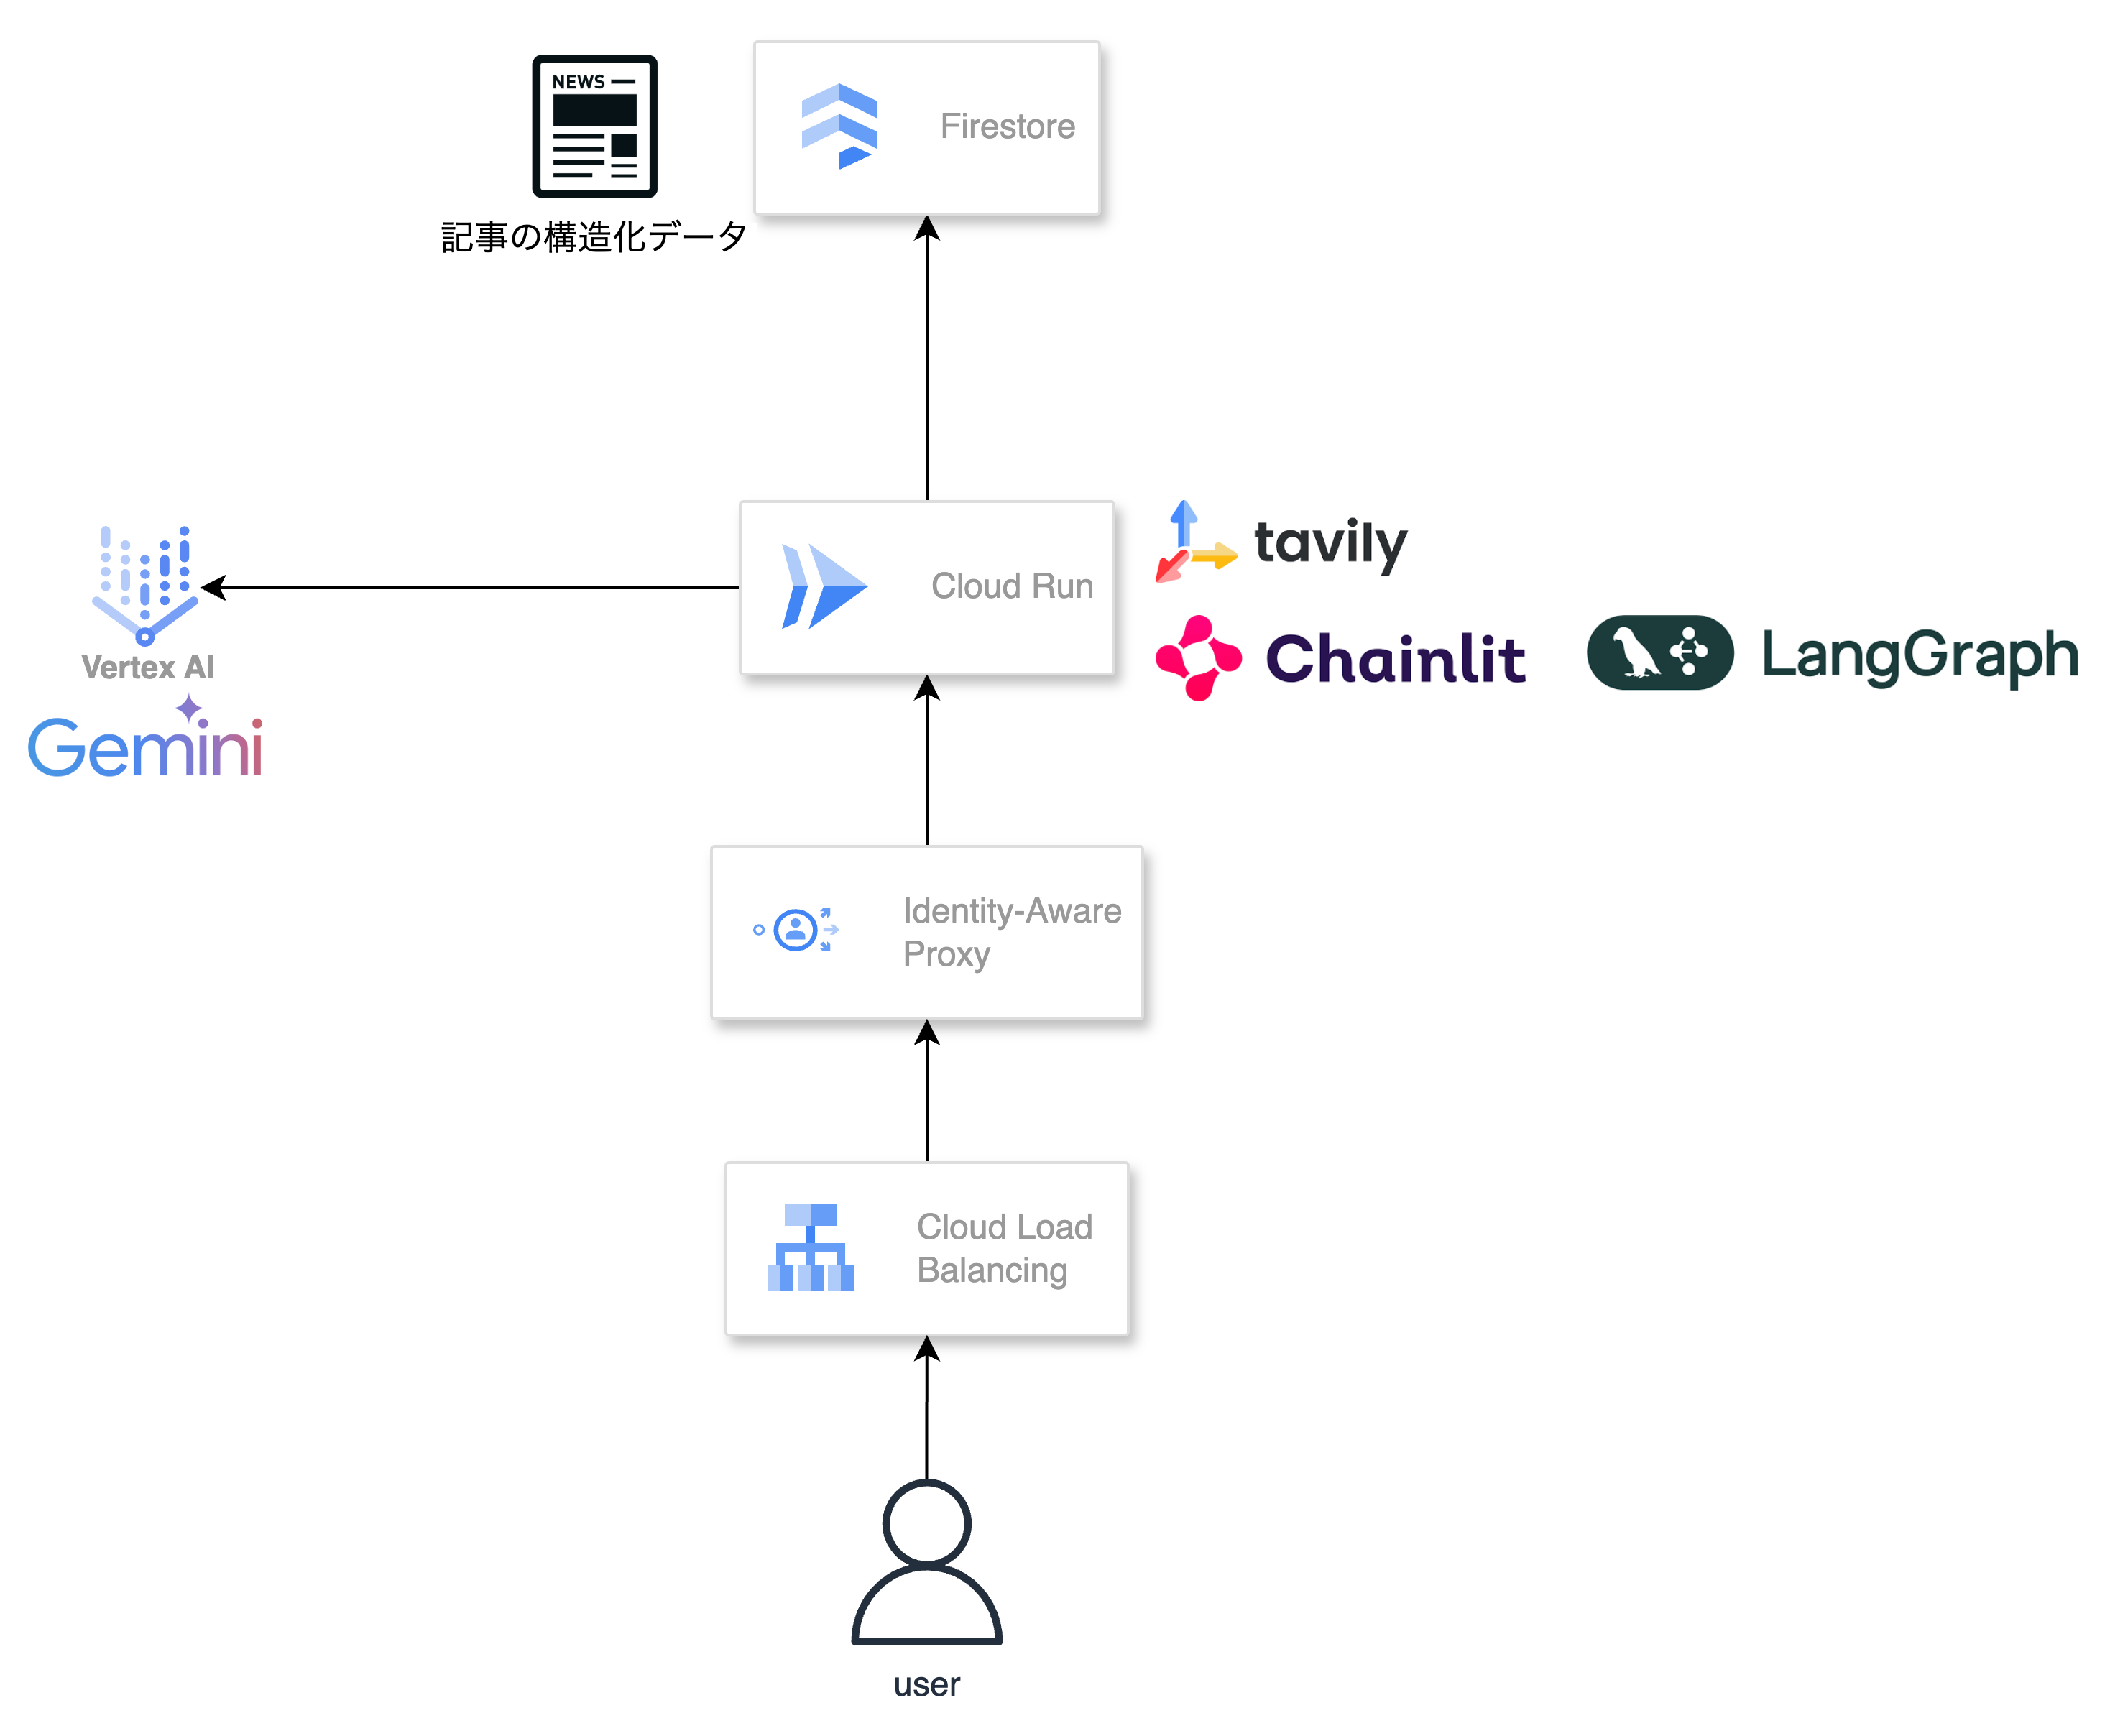 NEWS
Firestore
記事の構造化データ
tavily
Cloud Run
Chainlit
LangGraph
Vertex AI
Gemini
Identity-Aware
Proxy
Cloud Load
Balancing
user